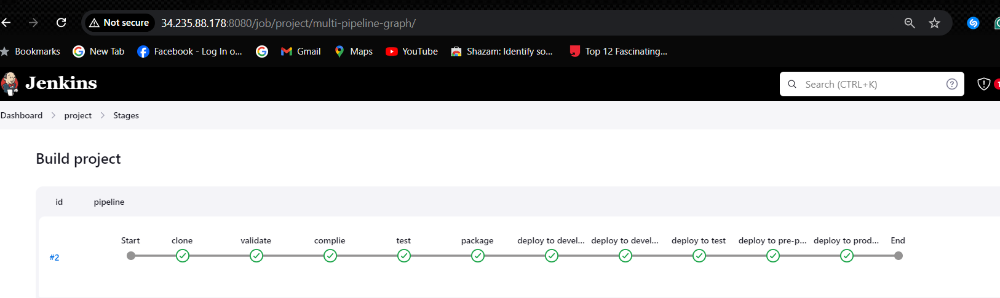 Not secure 34.235.88.178:8080/job/project/multi-pipeline-graph/
Bookmarks New Tab Facebook - Log In o... Gmail Maps YouTube Shazam: Identify so... Top 12 Fascinating...
Jenkins Search (CTRL+K) ? 1
Dashboard project Stages
Build project
id pipeline
Start clone validate complie test package deploy to devel... deploy to devel... deploy to test deploy to pre-p... deploy to prod... End
#2